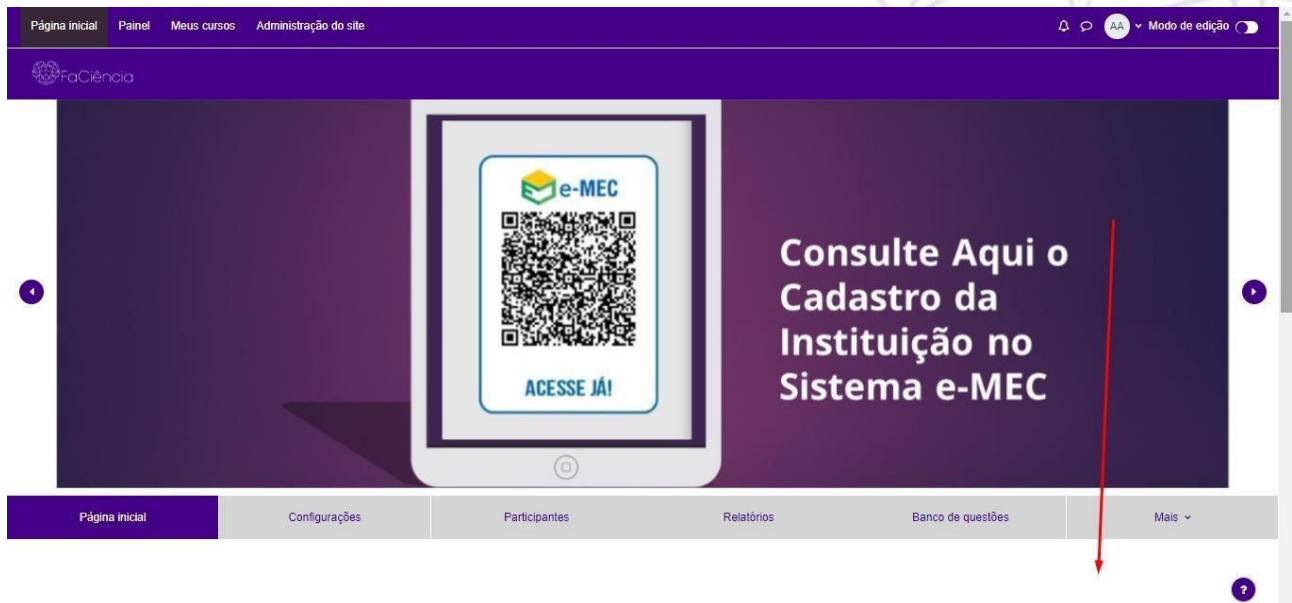 Página inicial Painel Meus cursos Administração do site AA Modo de edição
FaCiência
e-MEC
ACESSE JÁ!
Consulte Aqui o
Cadastro da
Instituição no
Sistema e-MEC
Página inicial Configurações Participantes Relatórios Banco de questões Mais
?